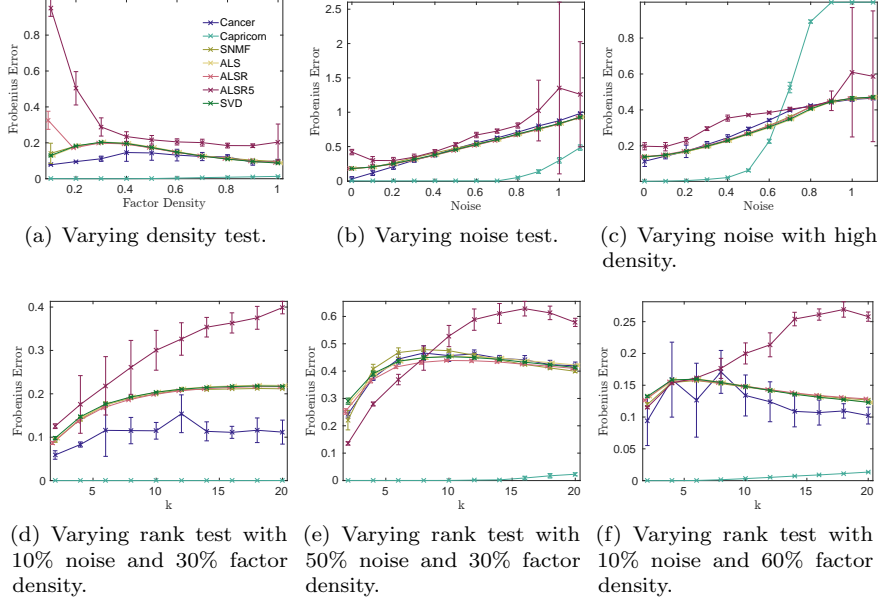 Frobenius Error
0.8
0.6
0.4
0.2
0
0.2
0.4
0.6
0.8
1
Factor Density
Cancer
Capricorn
SNMF
ALS
ALSR
ALSR5
SVD
(a) Varying density test.
Frobenius Error
2.5
2
1.5
1
0.5
0
0
0.2
0.4
0.6
0.8
1
Noise
(b) Varying noise test.
Frobenius Error
0.8
0.6
0.4
0.2
0
0.2
0.4
0.6
0.8
1
Noise
(c) Varying noise with high
density.
Frobenius Error
0.4
0.3
0.2
0.1
0
5
10
15
20
k
(d) Varying rank test with
10% noise and 30% factor
density.
Frobenius Error
0.6
0.5
0.4
0.3
0.2
0.1
0
5
10
15
20
k
(e) Varying rank test with
50% noise and 30% factor
density.
Frobenius Error
0.25
0.2
0.15
0.1
0.05
0
5
10
15
20
k
(f) Varying rank test with
10% noise and 60% factor
density.